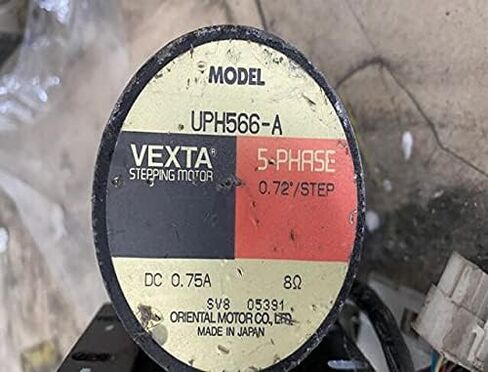 MODEL
UPH566-A
VEXTA® 5-PHASE
STEPPING MOTOR 0.72°/STEP
DC 0.75A 8Ω
SV8 05391
ORIENTAL MOTOR CO., LTD.
MADE IN JAPAN